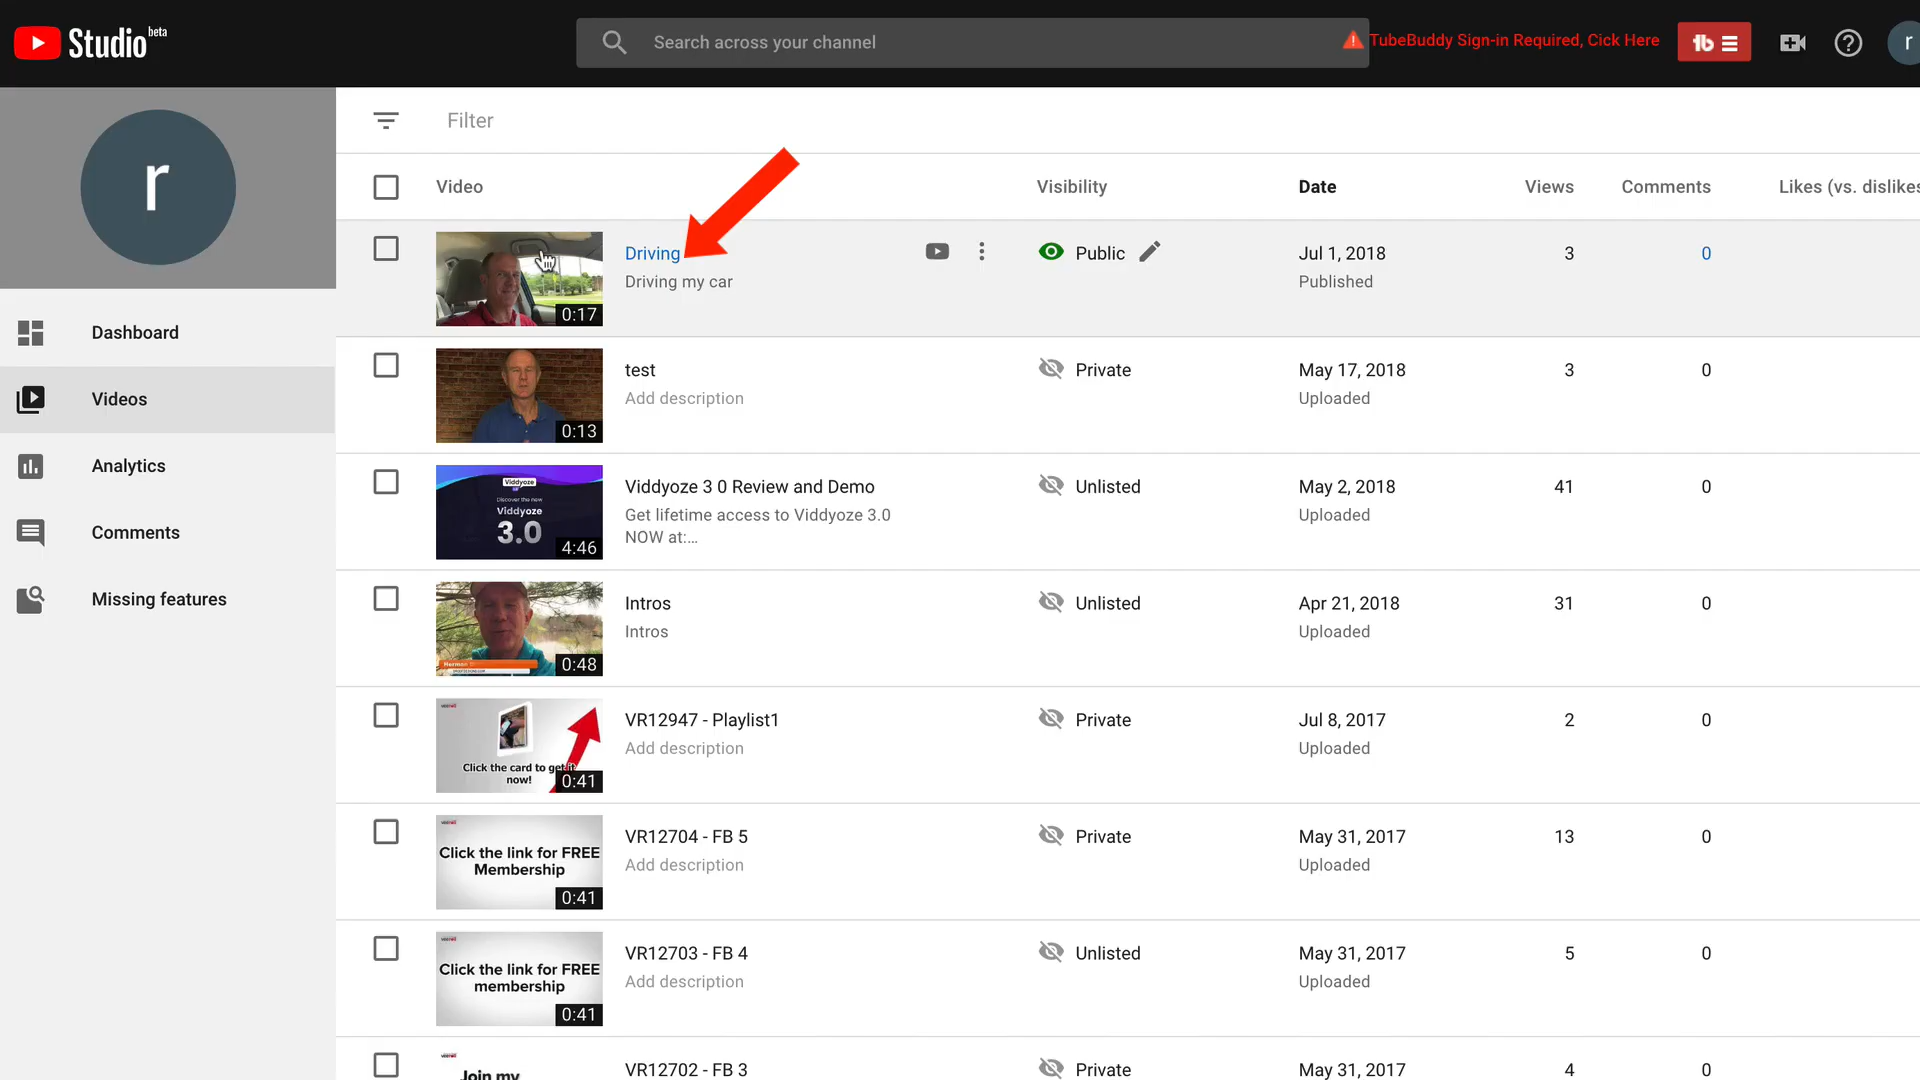 Studio beta
Search across your channel
TubeBuddy Sign-in Required, Cick Here
tb
r
r
Filter
Video Visibility Date Views Comments Likes (vs. dislikes
Dashboard
Videos
Analytics
Comments
Missing features
Driving Public Jul 1, 2018 3 0
Driving my car Published
0:17
test Private May 17, 2018 3 0
Add description Uploaded
0:13
Viddyoze 3 0 Review and Demo Unlisted May 2, 2018 41 0
Get lifetime access to Viddyoze 3.0 Uploaded
NOW at:...
Viddyoze
Discover the new
Viddyoze
3.0
4:46
Intros Unlisted Apr 21, 2018 31 0
Intros Uploaded
Herman
0:48
VR12947 - Playlist1 Private Jul 8, 2017 2 0
Add description Uploaded
Click the card to get it
now!
0:41
VR12704 - FB 5 Private May 31, 2017 13 0
Add description Uploaded
Click the link for FREE
Membership
0:41
VR12703 - FB 4 Unlisted May 31, 2017 5 0
Add description Uploaded
Click the link for FREE
membership
0:41
VR12702 - FB 3 Private May 31, 2017 4 0
Join my